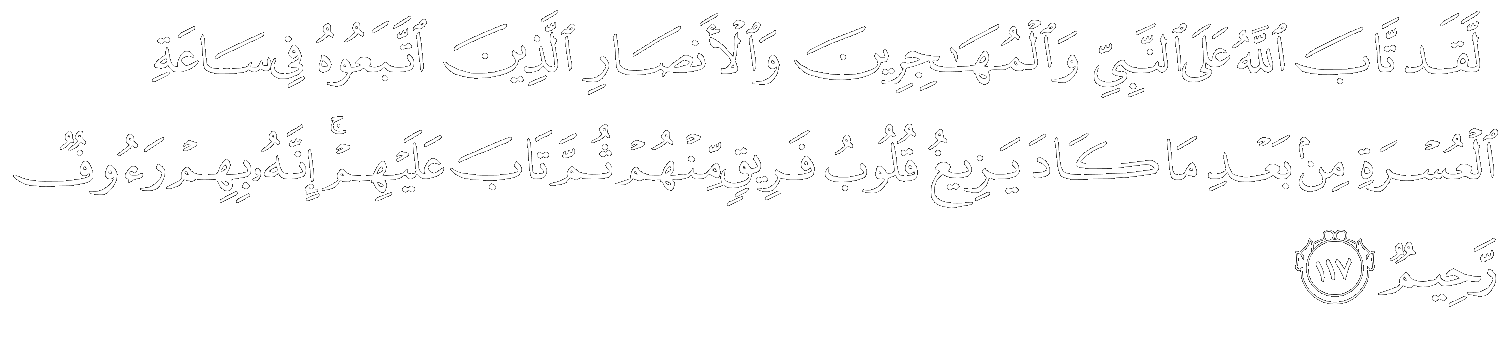 لَّقَد تَّابَ ٱللَّهُ عَلَى ٱلنَّبِىِّ وَٱلْمُهَـٰجِرِينَ وَٱلْأَنصَارِ ٱلَّذِينَ ٱتَّبَعُوهُ فِى سَاعَةِ
ٱلْعُسْرَةِ مِنۢ بَعْدِ مَا كَادَ يَزِيغُ قُلُوبُ فَرِيقٍ مِّنْهُمْ ثُمَّ تَابَ عَلَيْهِمْ ۚ إِنَّهُۥ بِهِمْ رَءُوفٌ
رَّحِيمٌ ١١٧